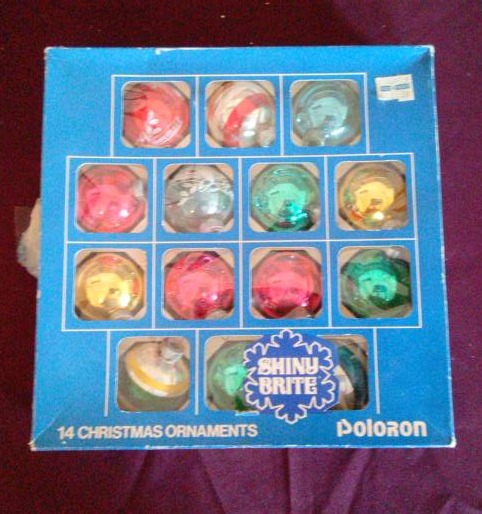 SHINY
BRITE
14 CHRISTMAS ORNAMENTS
Poloron